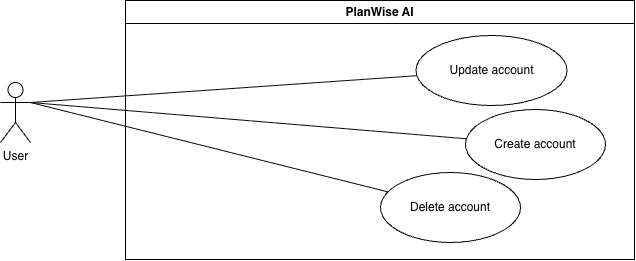 PlanWise AI
Update account
Create account
User
Delete account